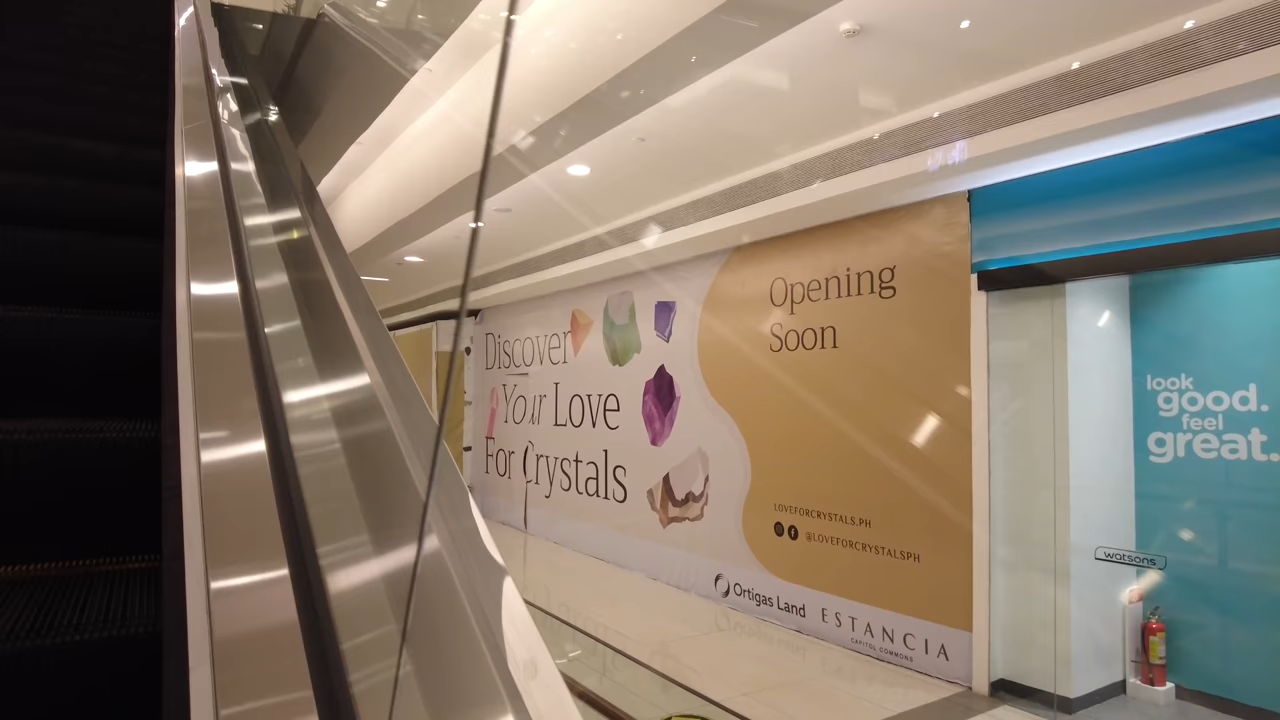 Discover
Your Love
For Crystals
Opening
Soon
LOVEFORCRYSTALS.PH
@LOVEFORCRYSTALSPH
Ortigas Land
ESTANCIA
CAPITOL COMMONS
look
good.
feel
great.
watsons